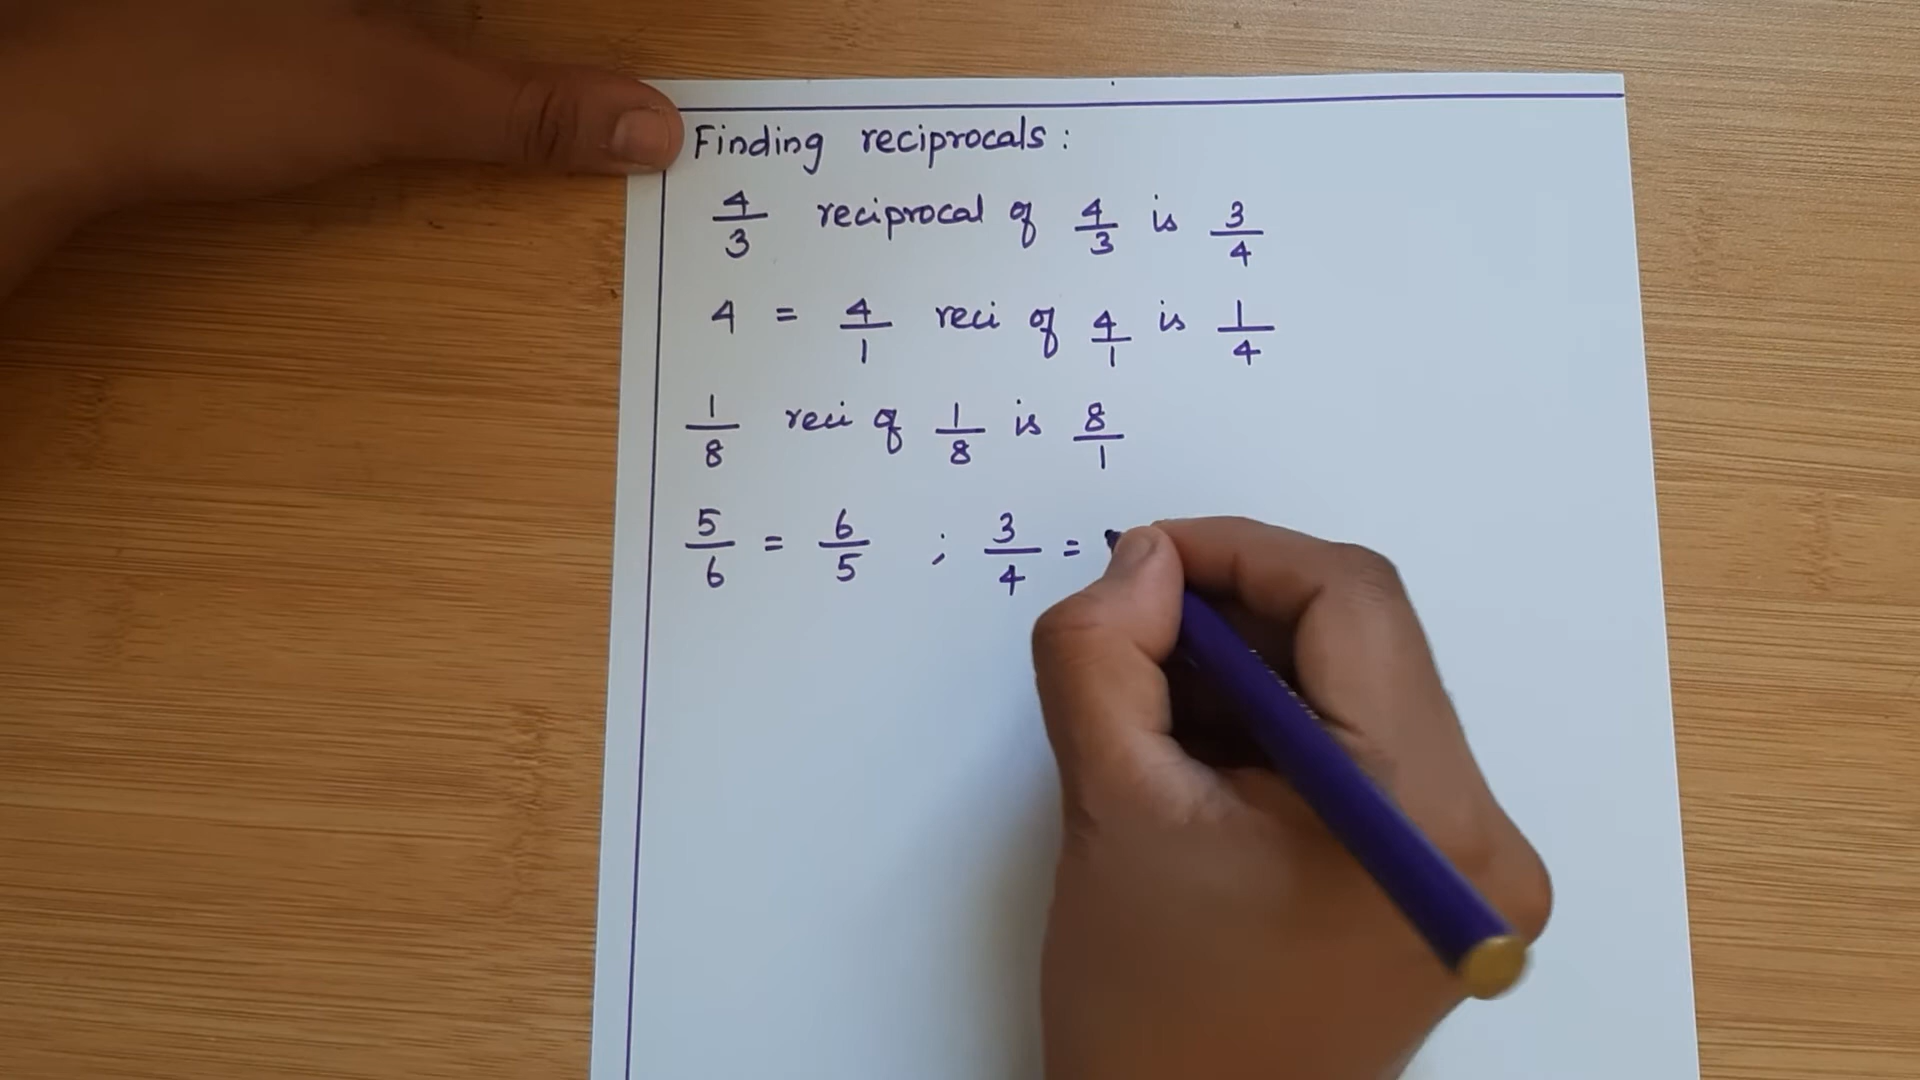 Finding reciprocals :
4/3 reciprocal of 4/3 is 3/4
4 = 4/1 reci of 4/1 is 1/4
1/8 reci of 1/8 is 8/1
5/6 = 6/5 ; 3/4 =